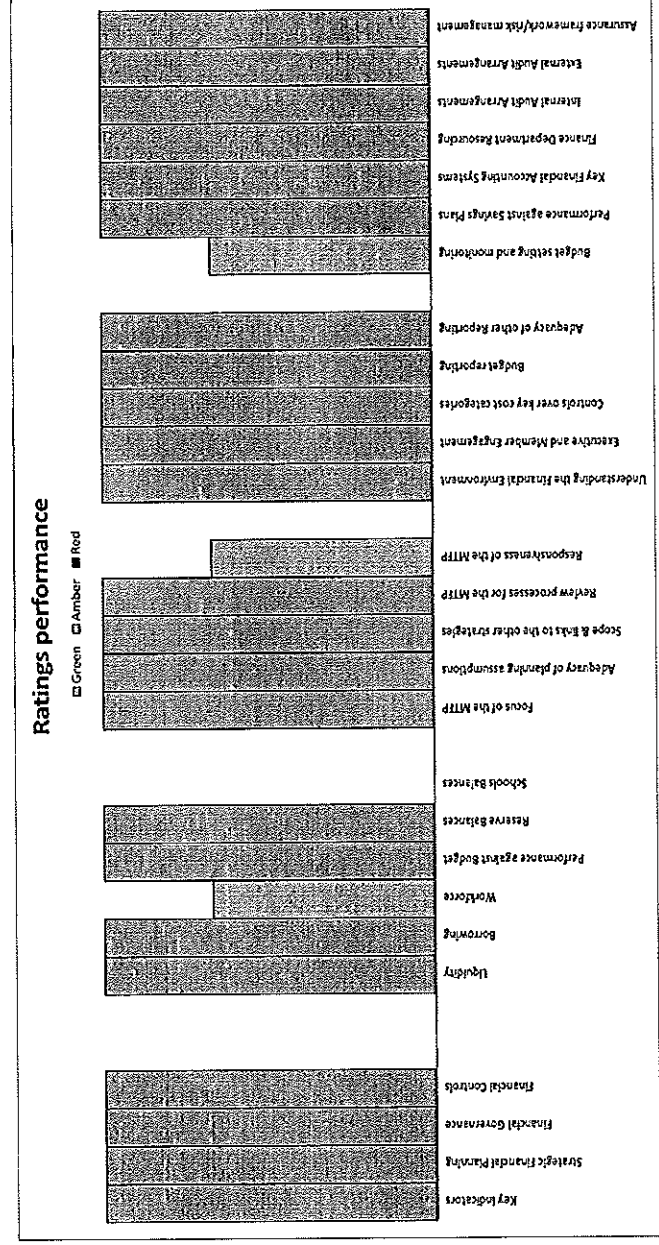 Ratings performance
Green Amber Red
Key Indicators
Strategic Financial Planning
Financial Governance
Financial Controls
Liquidity
Borrowing
Workforce
Performance against Budget
Reserve Balances
Schools Balances
Focus of the MTFP
Adequacy of planning assumptions
Scope & links to the other strategies
Review processes for the MTFP
Responsiveness of the MTFP
Understanding the Financial Environment
Executive and Member Engagement
Controls over key cost categories
Budget reporting
Adequacy of other Reporting
Budget setting and monitoring
Performance against Savings Plans
Key Financial Accounting Systems
Finance Department Resourcing
Internal Audit Arrangements
External Audit Arrangements
Assurance framework/risk management